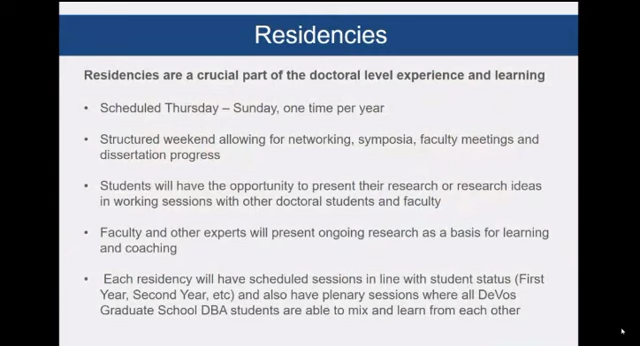 Residencies
Residencies are a crucial part of the doctoral level experience and learning
• Scheduled Thursday – Sunday, one time per year
• Structured weekend allowing for networking, symposia, faculty meetings and
dissertation progress
• Students will have the opportunity to present their research or research ideas
in working sessions with other doctoral students and faculty
• Faculty and other experts will present ongoing research as a basis for learning
and coaching
• Each residency will have scheduled sessions in line with student status (First
Year, Second Year, etc) and also have plenary sessions where all DeVos
Graduate School DBA students are able to mix and learn from each other